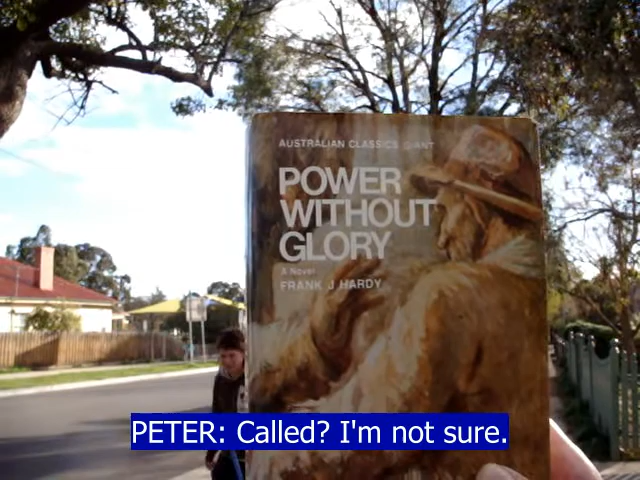 AUSTRALIAN CLASSICS GIANT
POWER
WITHOUT
GLORY
A Novel
FRANK J HARDY
PETER: Called? I'm not sure.